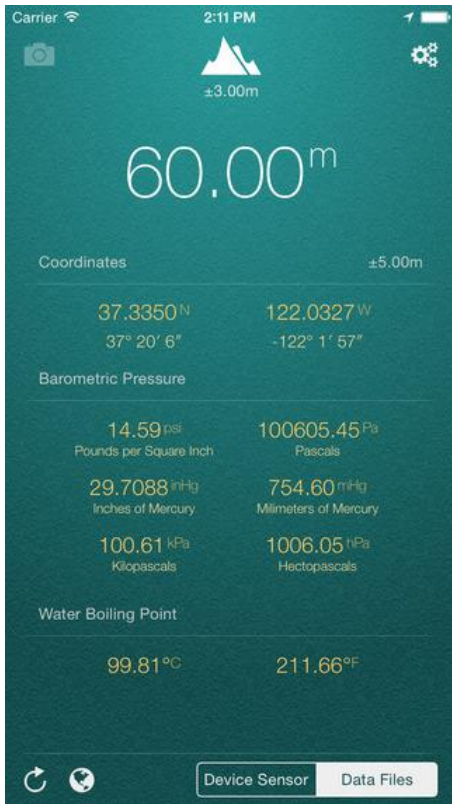 Carrier 2:11 PM
±3.00m
60.00m
Coordinates ±5.00m
37.3350N 122.0327W
37° 20′ 6″ -122° 1′ 57″
Barometric Pressure
14.59psi 100605.45Pa
Pounds per Square Inch Pascals
29.7088inHg 754.60mHg
Inches of Mercury Milimeters of Mercury
100.61kPa 1006.05hPa
Kilopascals Hectopascals
Water Boiling Point
99.81°C 211.66°F
Device Sensor Data Files